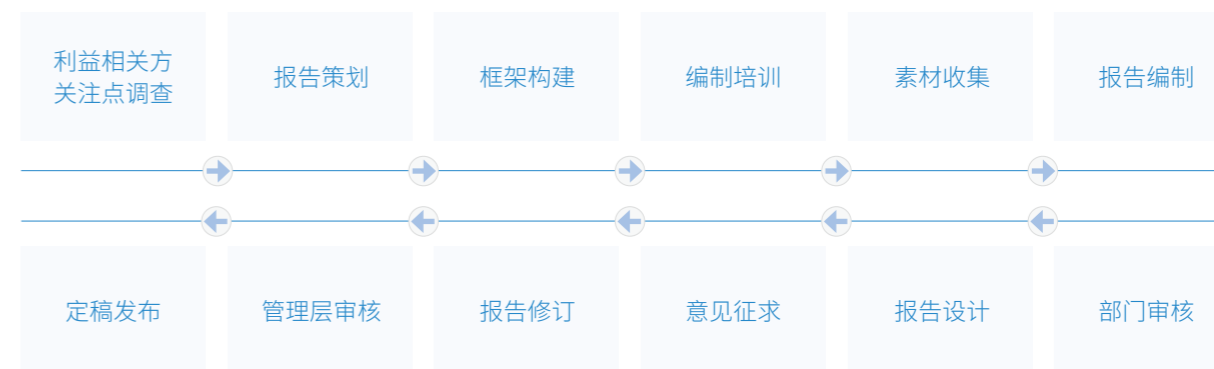 利益相关方
关注点调查
报告策划
框架构建
编制培训
素材收集
报告编制
定稿发布
管理层审核
报告修订
意见征求
报告设计
部门审核